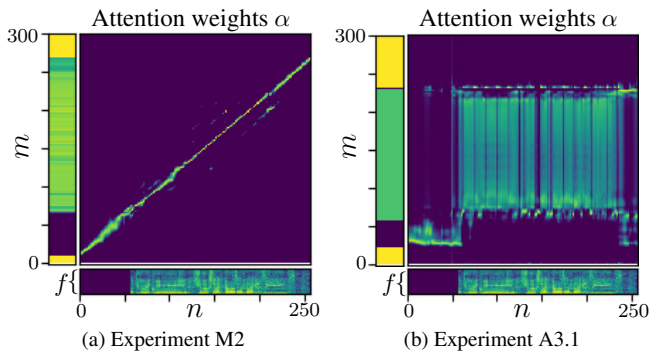 Attention weights α
300
m
0
f{
0
n
250
(a) Experiment M2
Attention weights α
300
m
0
f{
0
n
250
(b) Experiment A3.1